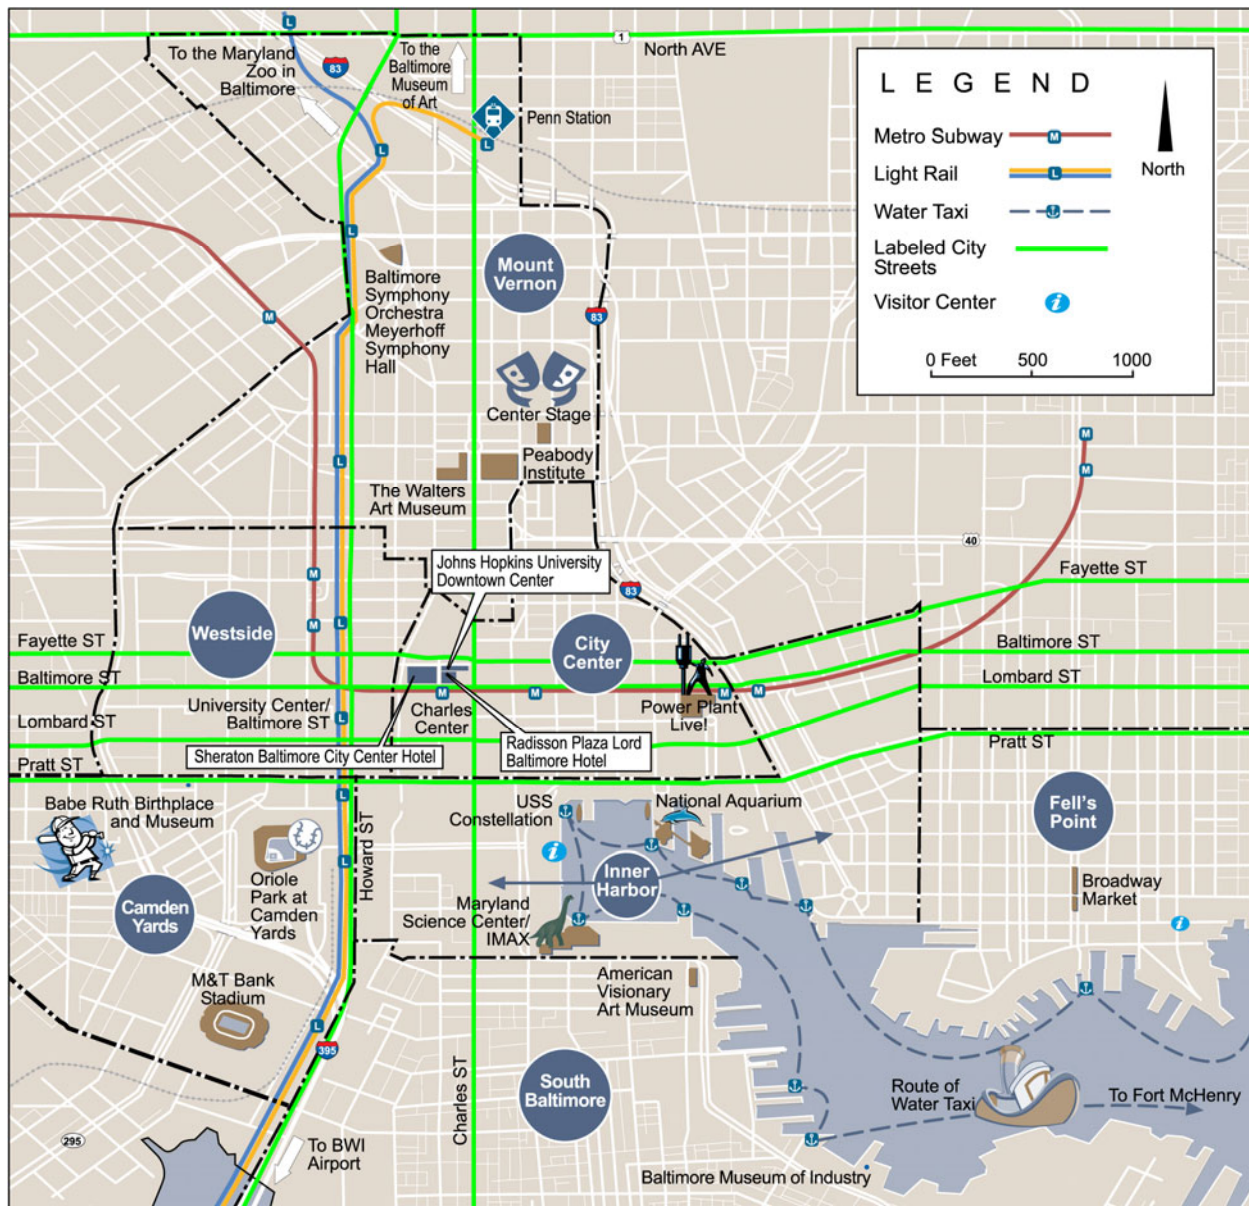 L
1
To the Maryland
Zoo in
Baltimore
83
To the
Baltimore
Museum
of Art
North AVE
Penn Station
L
L
L
LEGEND
Metro Subway
M
Light Rail
L
Water Taxi
Labeled City
Streets
Visitor Center
i
North
0 Feet
500
1000
Mount
Vernon
Baltimore
Symphony
Orchestra
Meyerhoff
Symphony
Hall
M
83
Center Stage
Peabody
Institute
The Walters
Art Museum
L
M
M
40
Johns Hopkins University
Downtown Center
M
M
L
83
Westside
City
Center
Fayette ST
Fayette ST
Baltimore ST
Baltimore ST
Lombard ST
Lombard ST
Pratt ST
Pratt ST
University Center/
Baltimore ST
L
Charles
Center
M
M
M
M
Power Plant
Live!
Sheraton Baltimore City Center Hotel
Radisson Plaza Lord
Baltimore Hotel
Babe Ruth Birthplace
and Museum
L
L
Howard ST
Oriole
Park at
Camden
Yards
Camden
Yards
USS
Constellation
National Aquarium
i
Inner
Harbor
Maryland
Science Center/
IMAX
Fell's
Point
Broadway
Market
i
M&T Bank
Stadium
L
395
American
Visionary
Art Museum
Charles ST
South
Baltimore
Route of
Water Taxi
To Fort McHenry
295
To BWI
Airport
Baltimore Museum of Industry